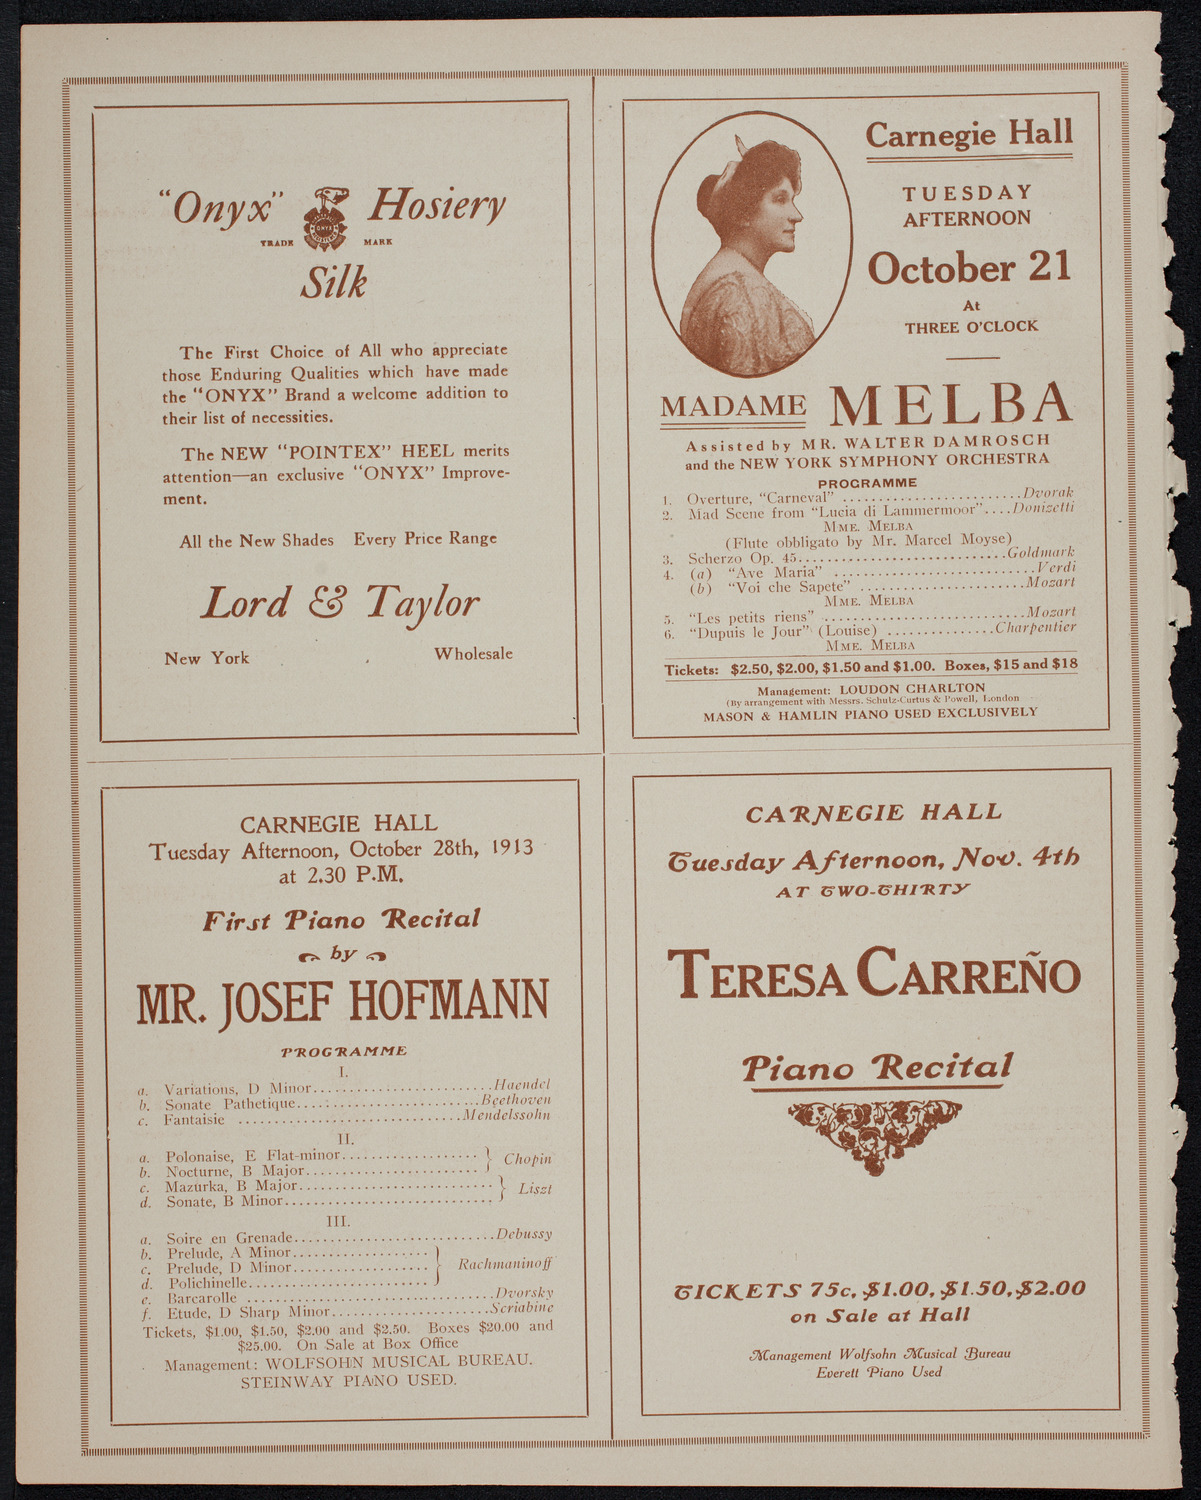 "Onyx" Hosiery
TRADE MARK
ONYX
Silk
The First Choice of All who appreciate
those Enduring Qualities which have made
the "ONYX" Brand a welcome addition to
their list of necessities.
The NEW "POINTEX" HEEL merits
attention—an exclusive "ONYX" Improve-
ment.
All the New Shades Every Price Range
Lord & Taylor
New York Wholesale
Carnegie Hall
TUESDAY
AFTERNOON
October 21
At
THREE O'CLOCK
MADAME MELBA
Assisted by MR. WALTER DAMROSCH
and the NEW YORK SYMPHONY ORCHESTRA
PROGRAMME
1. Overture, "Carneval" ........................Dvorak
2. Mad Scene from "Lucia di Lammermoor"....Donizetti
MME. MELBA
(Flute obbligato by Mr. Marcel Moyse)
3. Scherzo Op. 45............................Goldmark
4. (a) "Ave Maria" ...........................Verdi
(b) "Voi che Sapete" ......................Mozart
MME. MELBA
5. "Les petits riens" ...........................Mozart
6. "Dupuis le Jour" (Louise) ...............Charpentier
MME. MELBA
Tickets: $2.50, $2.00, $1.50 and $1.00. Boxes, $15 and $18
Management: LOUDON CHARLTON
(By arrangement with Messrs. Schulz-Curtus & Powell, London
MASON & HAMLIN PIANO USED EXCLUSIVELY
CARNEGIE HALL
Tuesday Afternoon, October 28th, 1913
at 2.30 P.M.
First Piano Recital
by
MR. JOSEF HOFMANN
PROGRAMME
I.
a. Variations, D Minor........................Haendel
b. Sonate Pathetique........................Beethoven
c. Fantaisie ..............................Mendelssohn
II.
a. Polonaise, E Flat-minor...................
b. Nocturne, B Major........................ } Chopin
c. Mazurka, B Major..........................
d. Sonate, B Minor............................ } Liszt
III.
a. Soire en Grenade...........................Debussy
b. Prelude, A Minor...................
c. Prelude, D Minor................... } Rachmaninoff
d. Polichinelle........................
e. Barcarolle ..................................Dvorsky
f. Etude, D Sharp Minor.....................Scriabine
Tickets, $1.00, $1.50, $2.00 and $2.50. Boxes $20.00 and
$25.00. On Sale at Box Office
Management: WOLFSOHN MUSICAL BUREAU.
STEINWAY PIANO USED.
CARNEGIE HALL
Tuesday Afternoon, Nov. 4th
AT TWO-THIRTY
TERESA CARREÑO
Piano Recital
TICKETS 75c, $1.00, $1.50, $2.00
on Sale at Hall
Management Wolfsohn Musical Bureau
Everett Piano Used